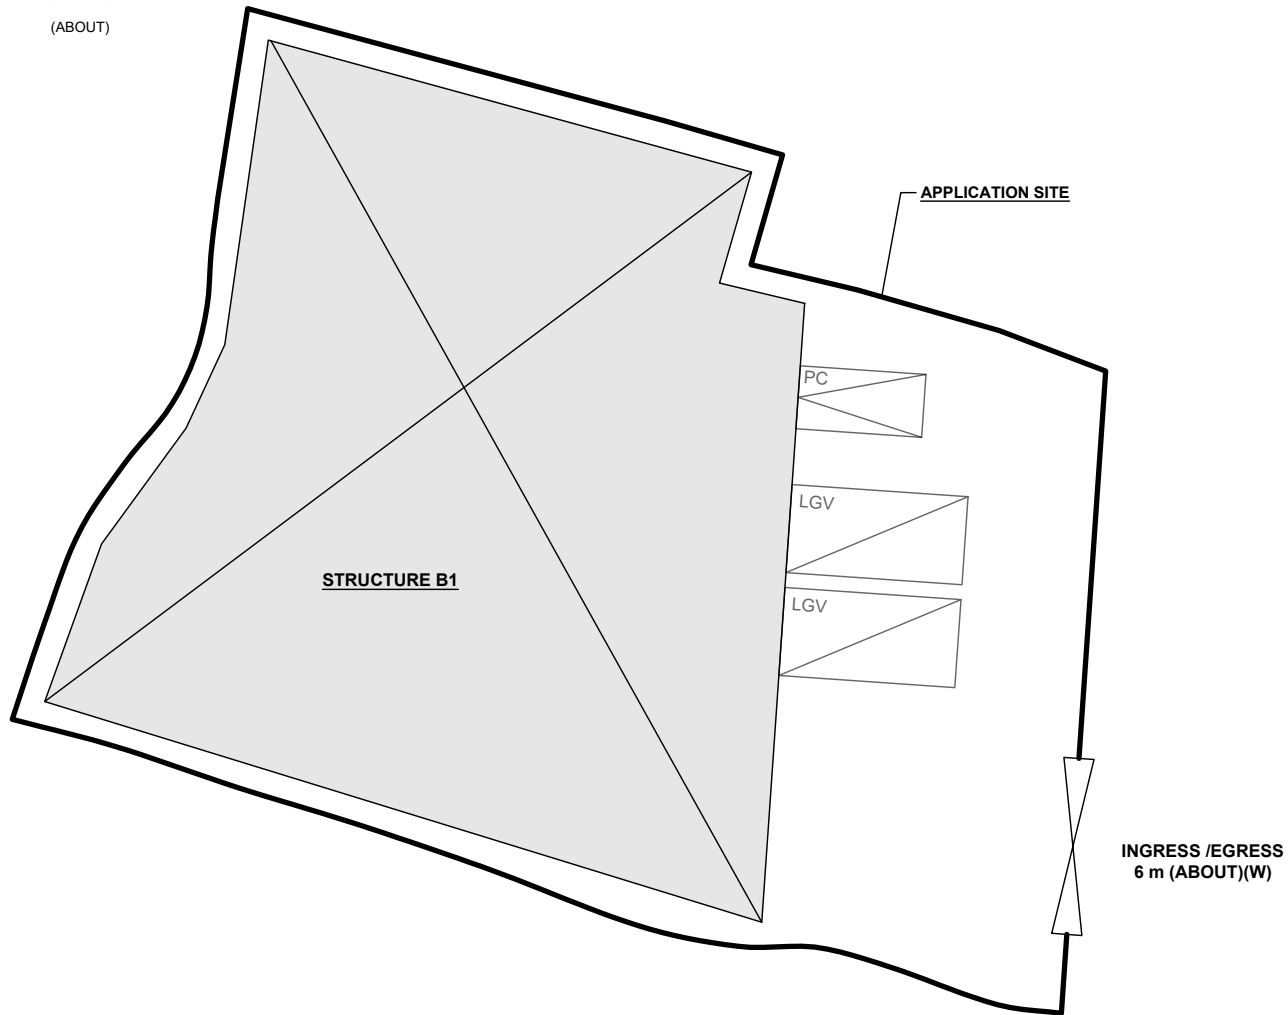 (ABOUT)
APPLICATION SITE
PC
LGV
STRUCTURE B1
LGV
INGRESS /EGRESS
6 m (ABOUT)(W)